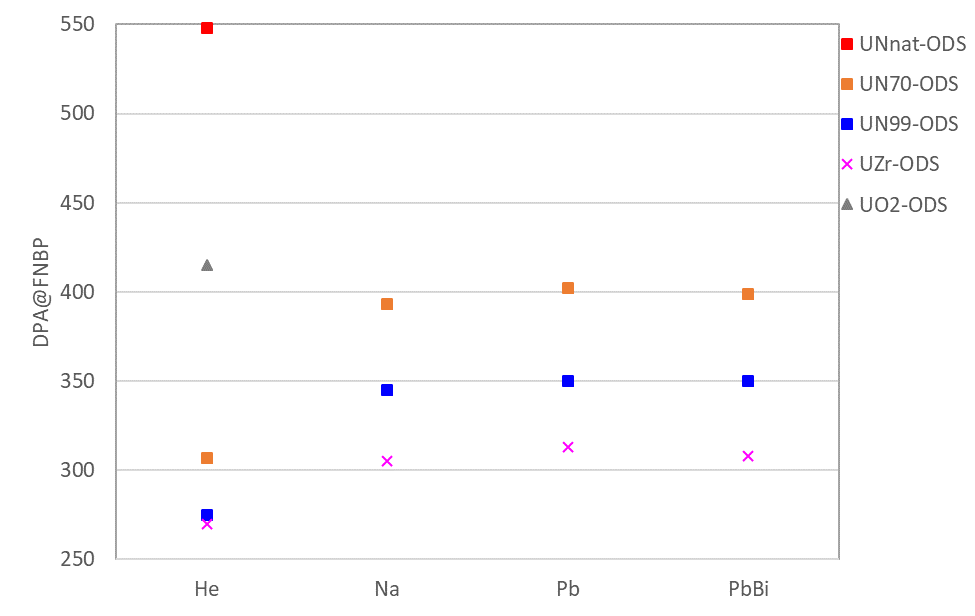 550
500
450
400
350
300
250
DPA@FNBP
He
Na
Pb
PbBi
UNnat-ODS
UN70-ODS
UN99-ODS
UZr-ODS
UO2-ODS